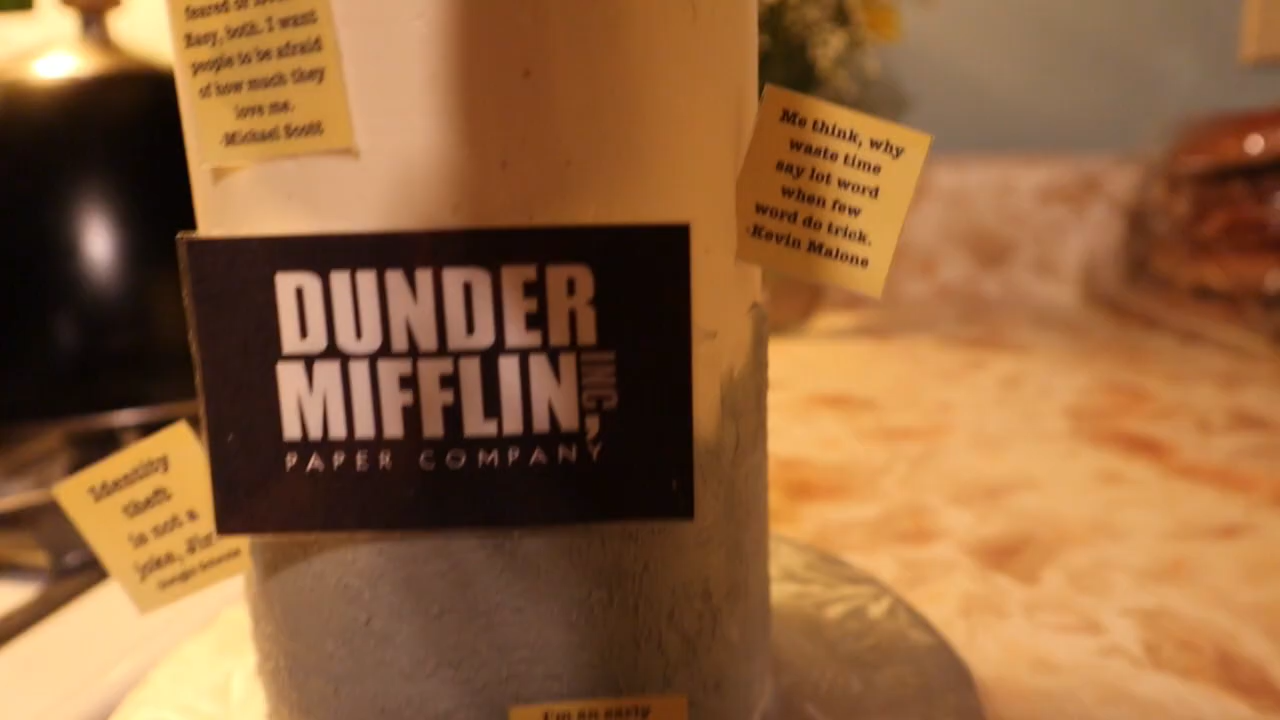 feared or
Easy, both. I want
people to be afraid
of how much they
love me.
-Michael Scott
Me think, why
waste time
say lot word
when few
word do trick.
-Kevin Malone
DUNDER
MIFFLIN
INC,
PAPER COMPANY
Identity
theft
is not a
joke, Jim
I'm an early